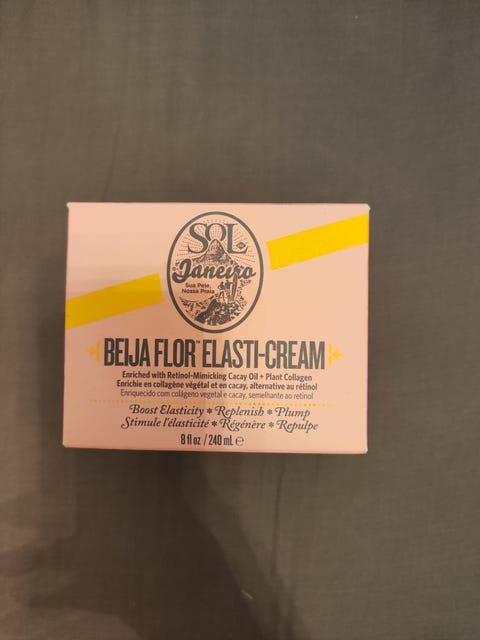 SOL de
Janeiro
Sua Pele,
Nossa Praia
BEIJA FLOR™ ELASTI-CREAM
Enriched with Retinol-Mimicking Cacay Oil + Plant Collagen
Enrichie en collagène végétal et en cacay, alternative au rétinol
Enriquecido com colágeno vegetal e cacay, semelhante ao retinol
Boost Elasticity * Replenish * Plump
Stimule l'élasticité * Régénère * Repulpe
8 fl oz / 240 mL ℮